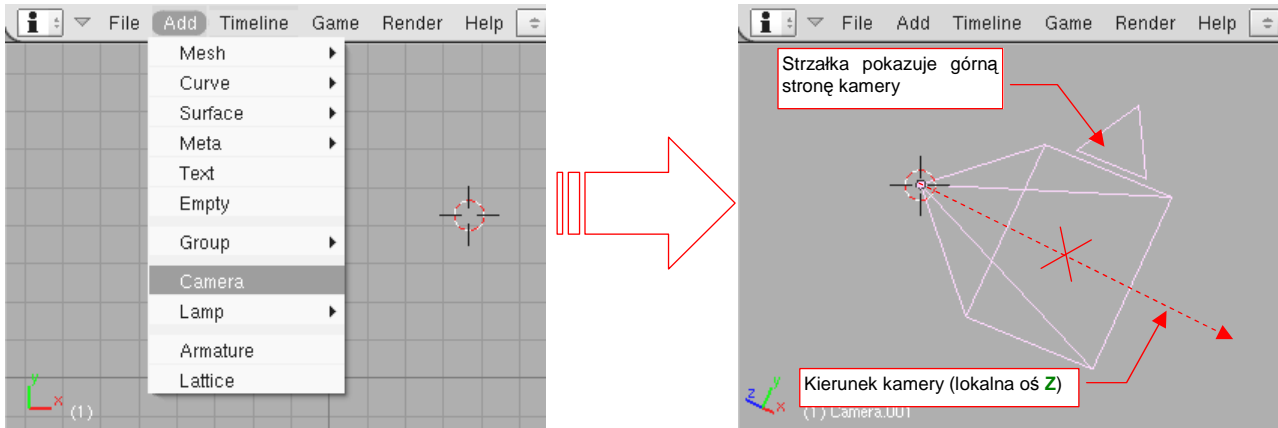 File Add Timeline Game Render Help
Mesh
Curve
Surface
Meta
Text
Empty
Group
Camera
Lamp
Armature
Lattice
y
x
(1)
File Add Timeline Game Render Help
Strzałka pokazuje górną
stronę kamery
Kierunek kamery (lokalna oś Z)
z y
x
(1) Camera.001